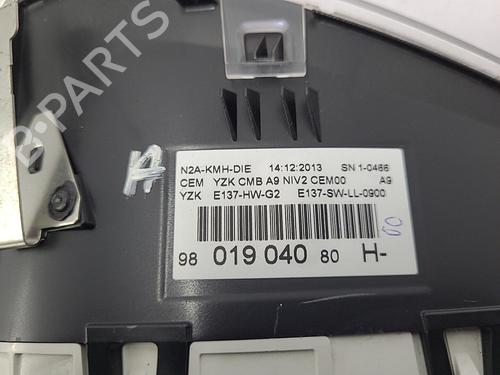 N2A-KMH-DIE 14:12:2013 SN 1-0466
CEM YZK CMB A9 NIV2 CEM00 A9
YZK E137-HW-G2 E137-SW-LL-0900
98 019 040 80 H-
00
B-PARTS